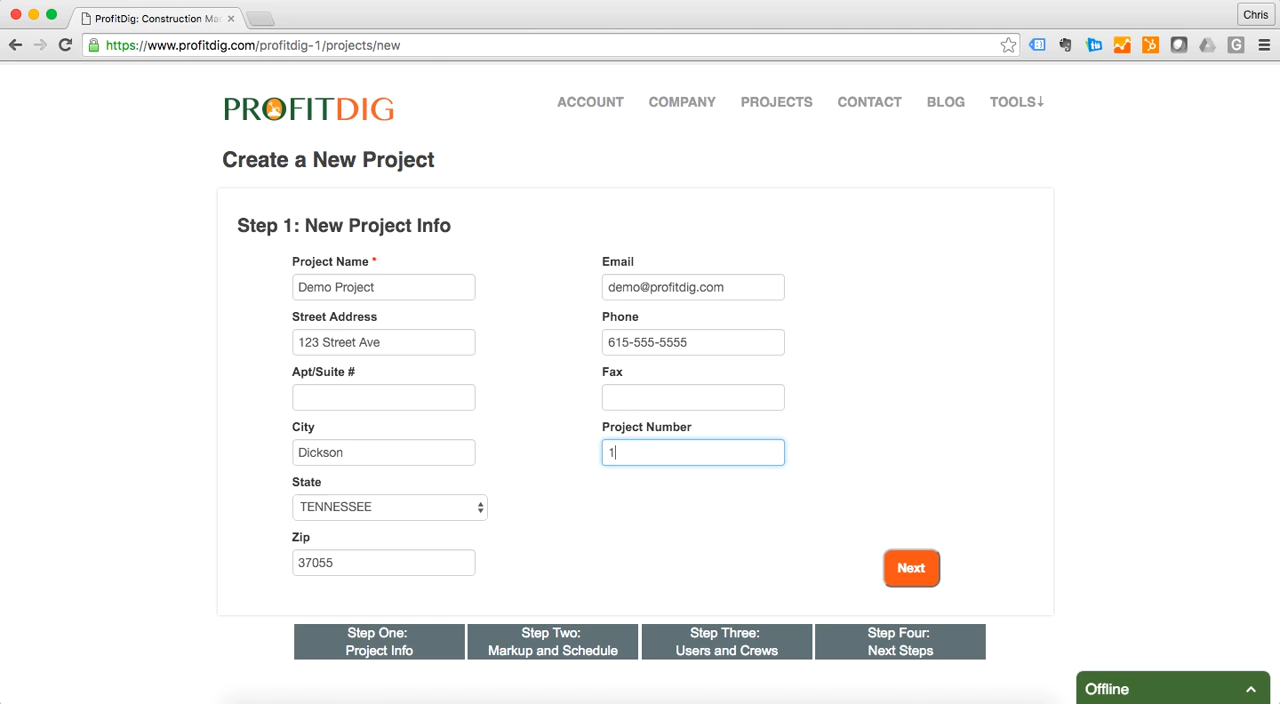 ProfitDig: Construction Ma
Chris
https://www.profitdig.com/profitdig-1/projects/new
PROFITDIG
ACCOUNT COMPANY PROJECTS CONTACT BLOG TOOLS↓
Create a New Project
Step 1: New Project Info
Project Name *
Demo Project
Street Address
123 Street Ave
Apt/Suite #
City
Dickson
State
TENNESSEE
Zip
37055
Email
demo@profitdig.com
Phone
615-555-5555
Fax
Project Number
1
Next
Step One:
Project Info
Step Two:
Markup and Schedule
Step Three:
Users and Crews
Step Four:
Next Steps
Offline